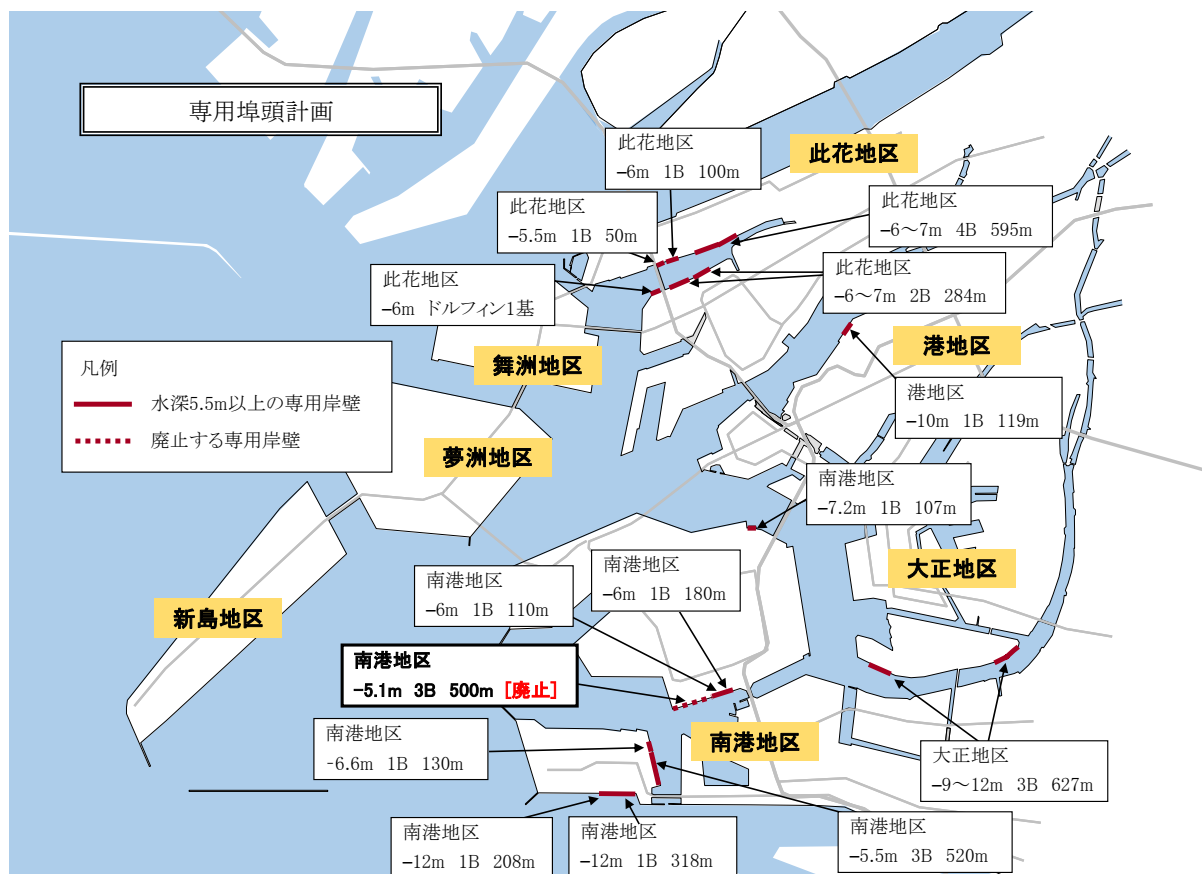 専用埠頭計画
此花地区
-6m 1B 100m
此花地区
此花地区
-5.5m 1B 50m
此花地区
-6～7m 4B 595m
此花地区
-6m ドルフィン1基
此花地区
-6～7m 2B 284m
凡例
水深5.5m以上の専用岸壁
廃止する専用岸壁
舞洲地区
港地区
港地区
-10m 1B 119m
夢洲地区
南港地区
-7.2m 1B 107m
新島地区
南港地区
-6m 1B 110m
南港地区
-6m 1B 180m
大正地区
南港地区
-5.1m 3B 500m [廃止]
南港地区
-6.6m 1B 130m
南港地区
大正地区
-9～12m 3B 627m
南港地区
-12m 1B 208m
南港地区
-12m 1B 318m
南港地区
-5.5m 3B 520m